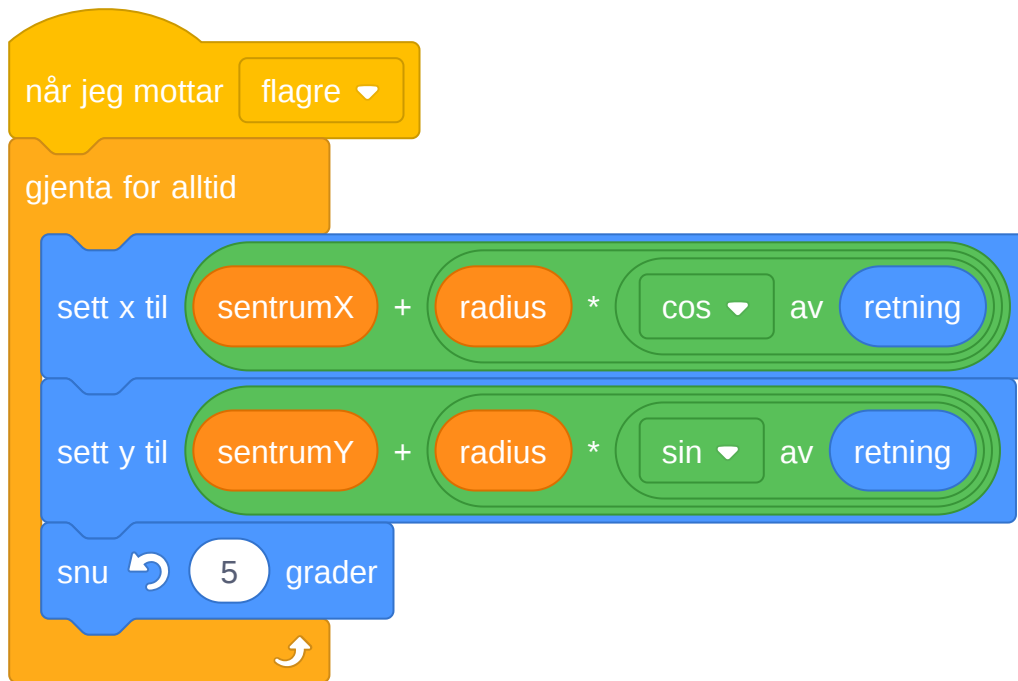 når jeg mottar flagre
gjenta for alltid
sett x til sentrumX + radius * cos av retning
sett y til sentrumY + radius * sin av retning
snu 5 grader